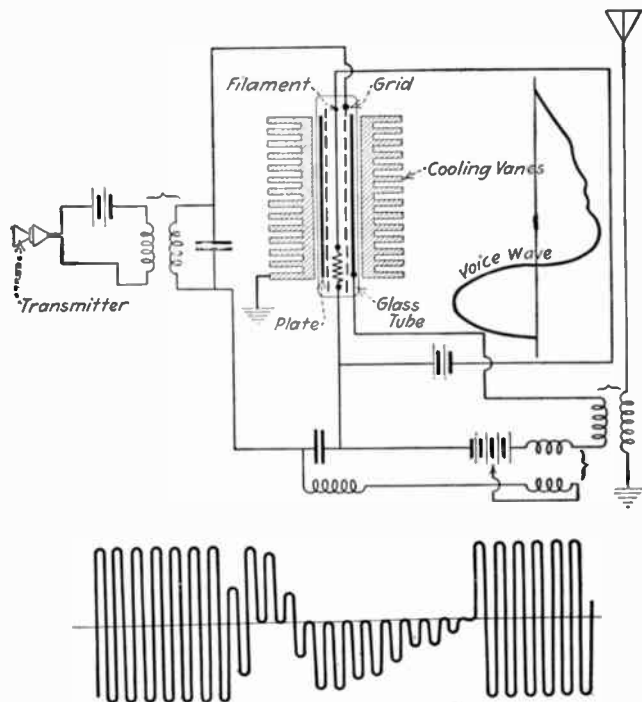 Filament
Grid
Cooling Vanes
Voice Wave
Transmitter
Plate
Glass
Tube